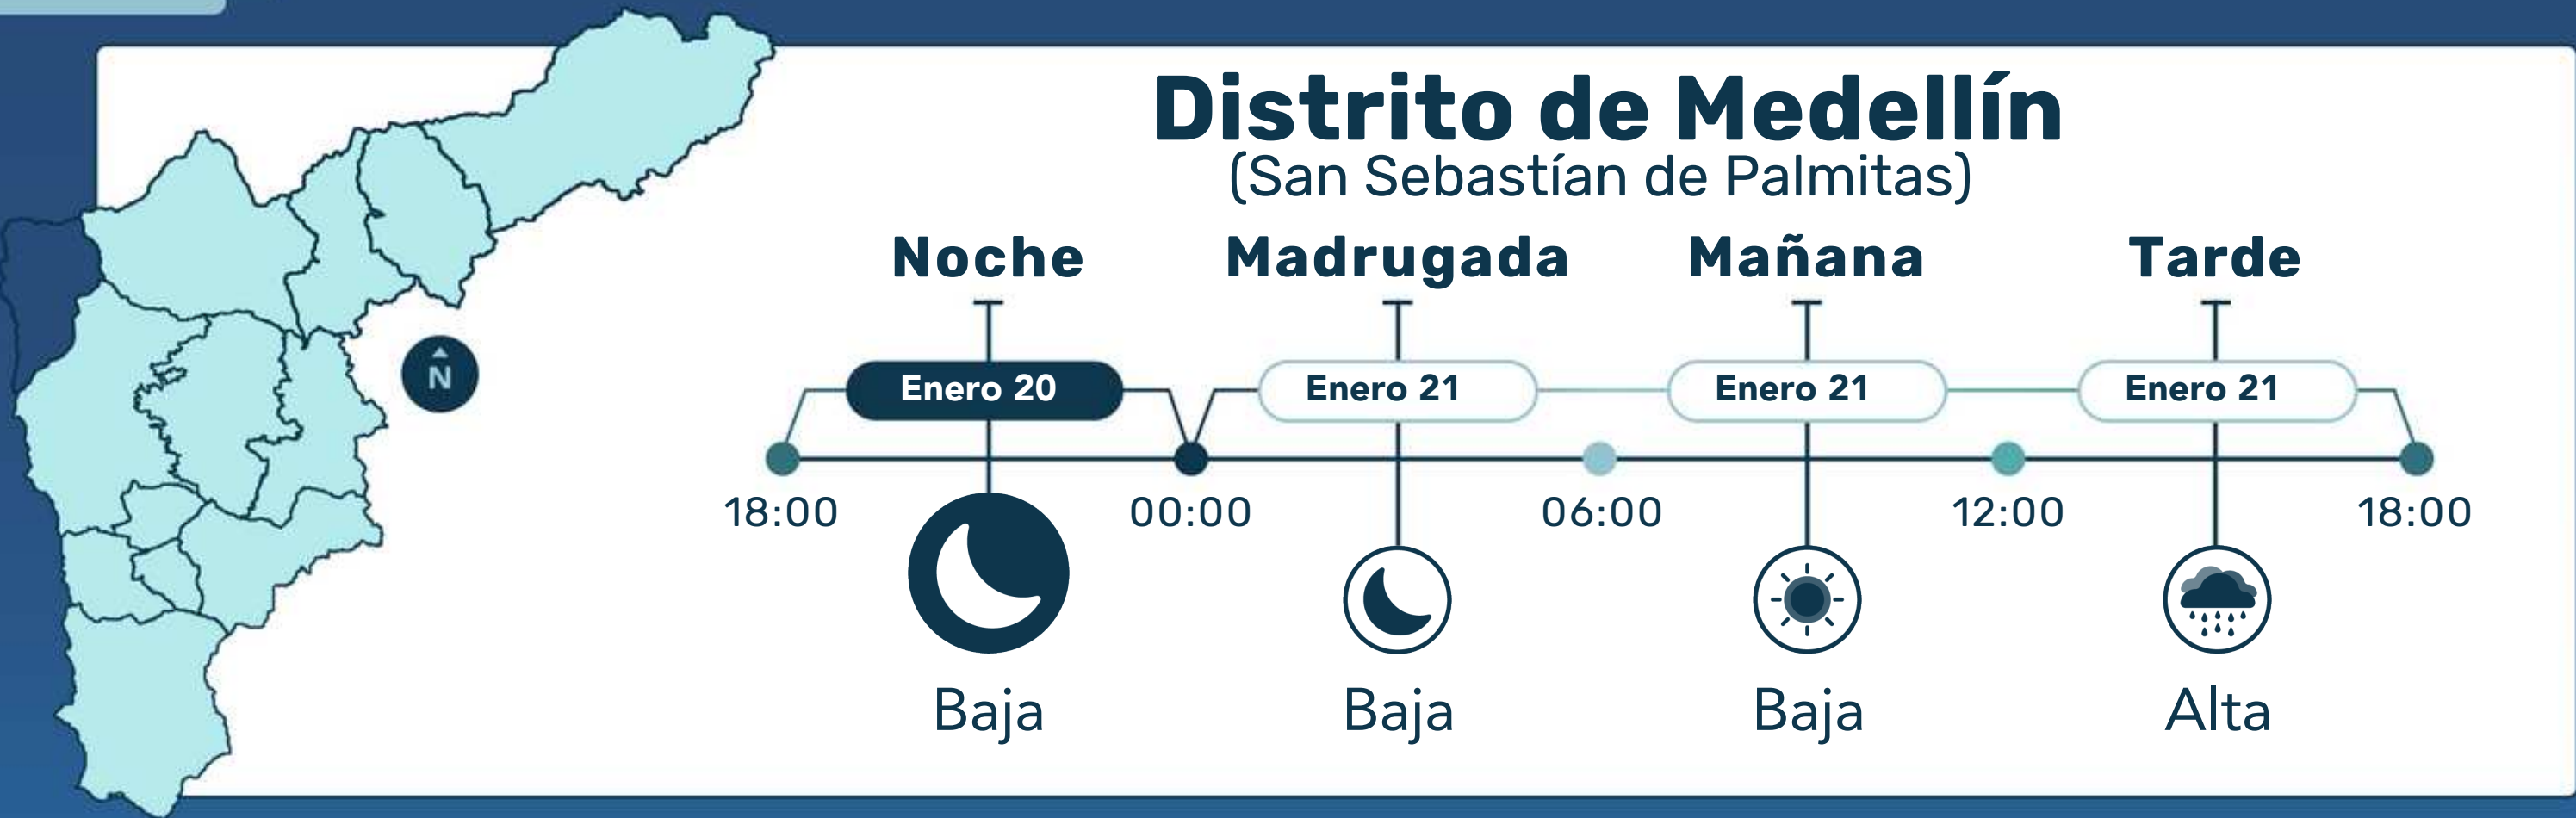 Distrito de Medellín
(San Sebastían de Palmitas)
Noche Madrugada Mañana Tarde
Enero 20 Enero 21 Enero 21 Enero 21
N
18:00 00:00 06:00 12:00 18:00
Baja Baja Baja Alta